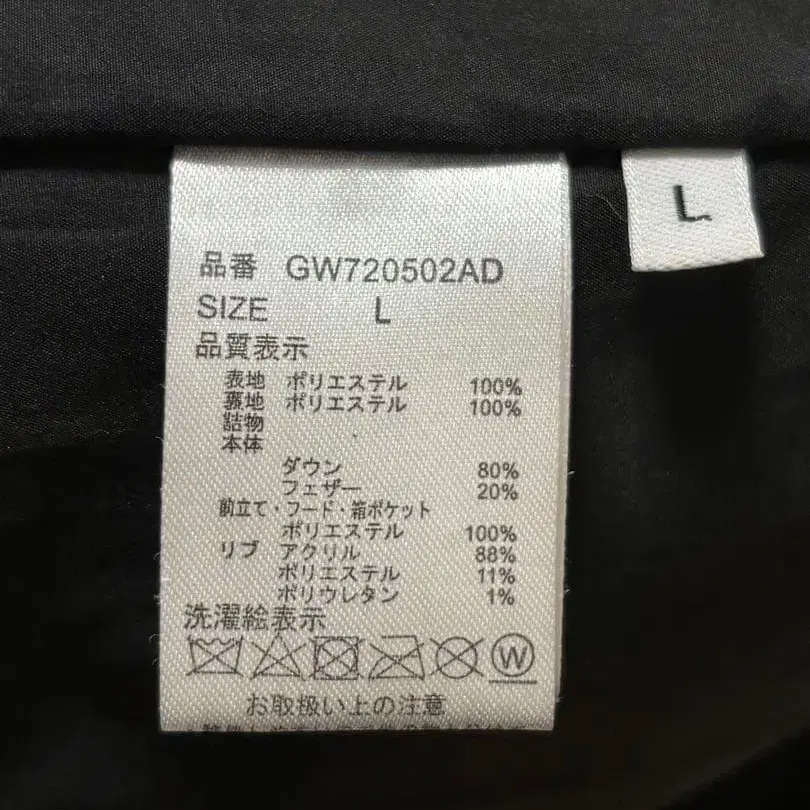 品番 GW720502AD
SIZE L
品質表示
表地 ポリエステル 100%
裏地 ポリエステル 100%
詰物
本体
ダウン 80%
フェザー 20%
前立て・フード・箱ポケット
ポリエステル 100%
リブ アクリル 88%
ポリエステル 11%
ポリウレタン 1%
洗濯絵表示
W
お取扱い上の注意
L